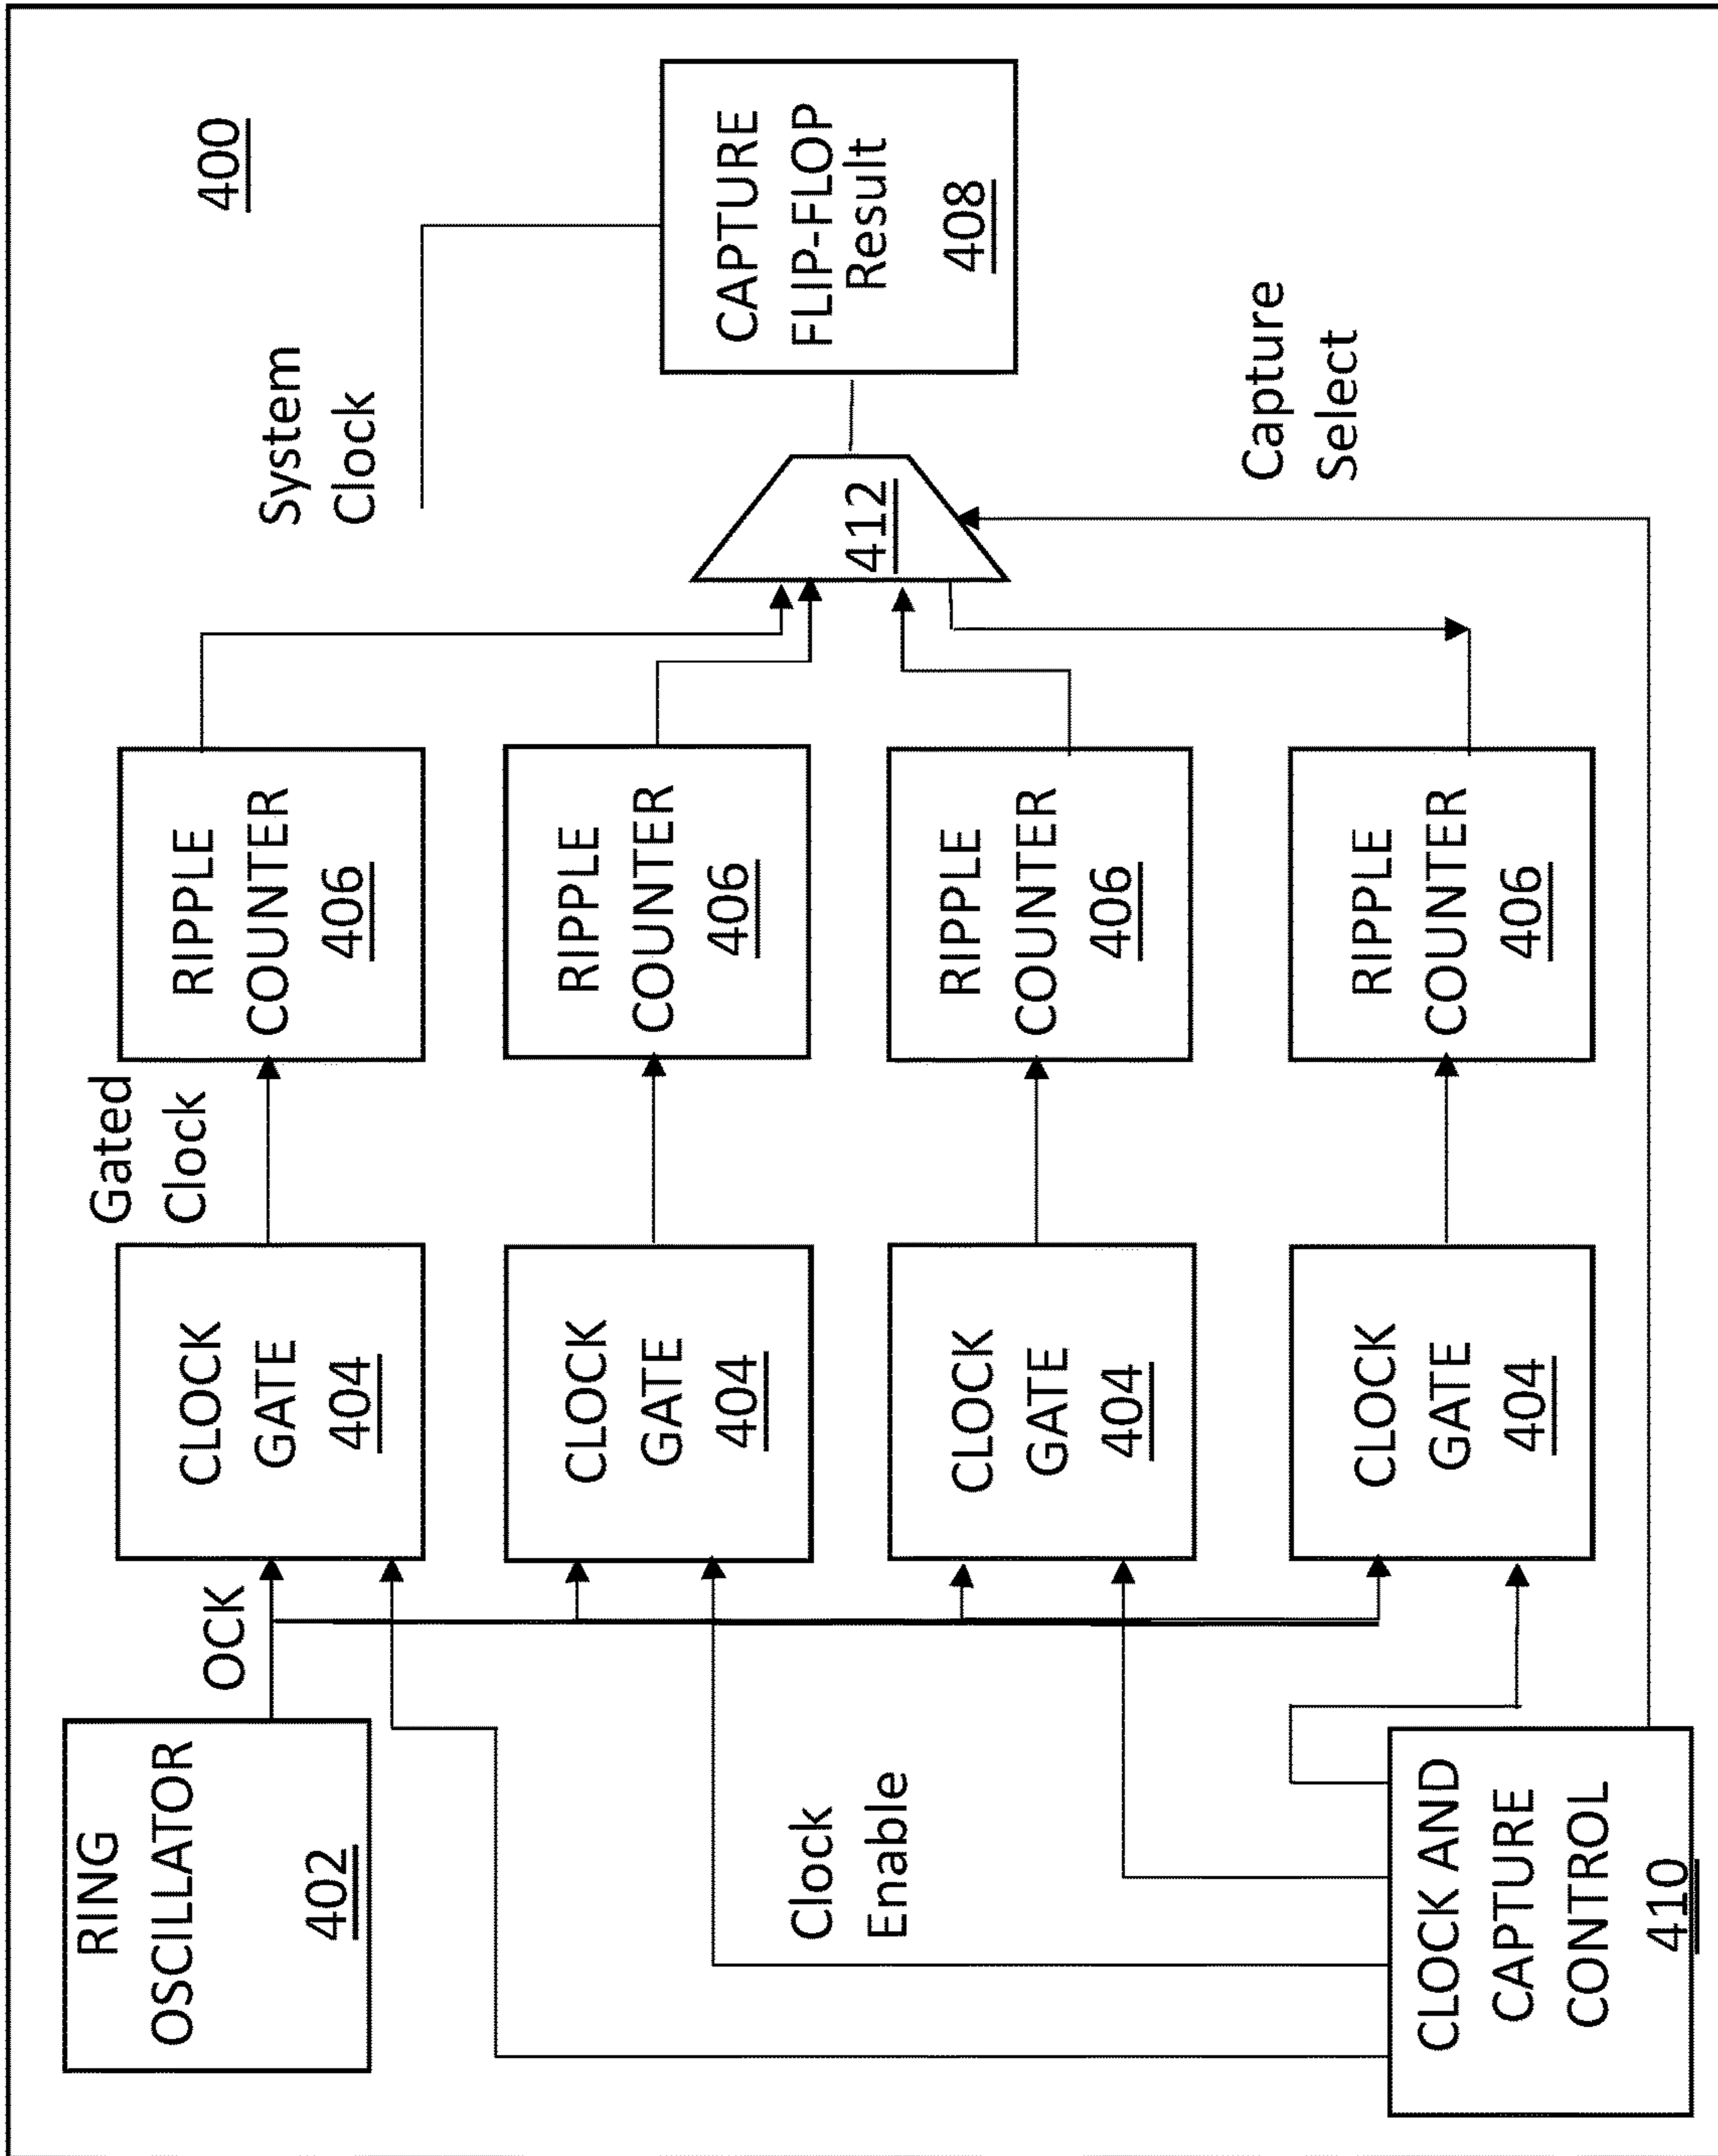 400
RING
OSCILLATOR
402
OCK
CLOCK
GATE
404
Gated
Clock
RIPPLE
COUNTER
406
System
Clock
CAPTURE
FLIP-FLOP
Result
408
CLOCK
GATE
404
RIPPLE
COUNTER
406
412
Clock
Enable
CLOCK
GATE
404
RIPPLE
COUNTER
406
Capture
Select
CLOCK AND
CAPTURE
CONTROL
410
CLOCK
GATE
404
RIPPLE
COUNTER
406